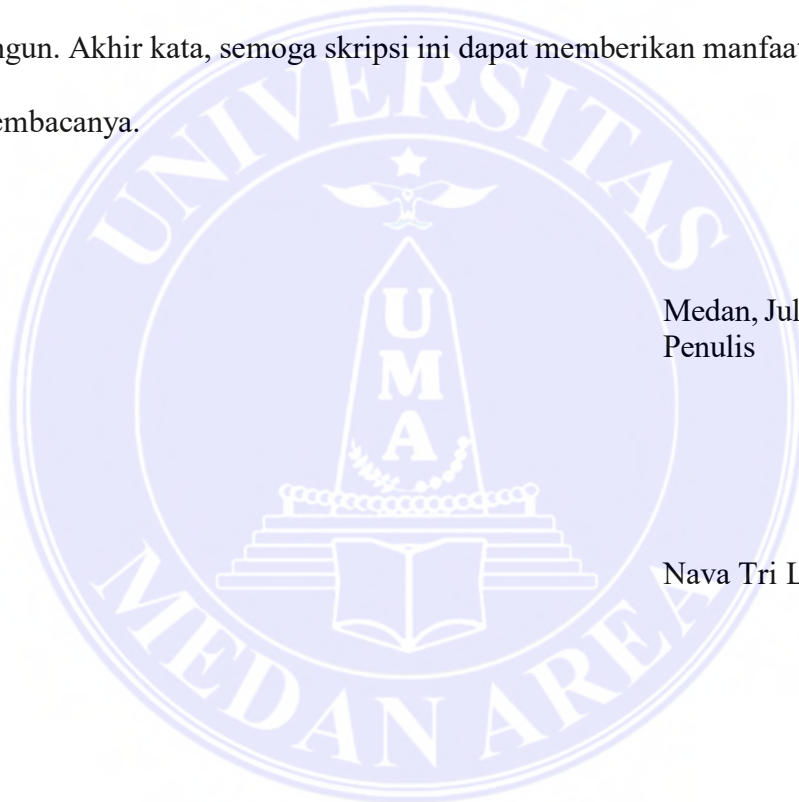 ngun. Akhir kata, semoga skripsi ini dapat memberikan manfaat
embacanya.
UNIVERSITAS
Medan, Jul
Penulis
U
M
A
Nava Tri L
MEDAN AREA